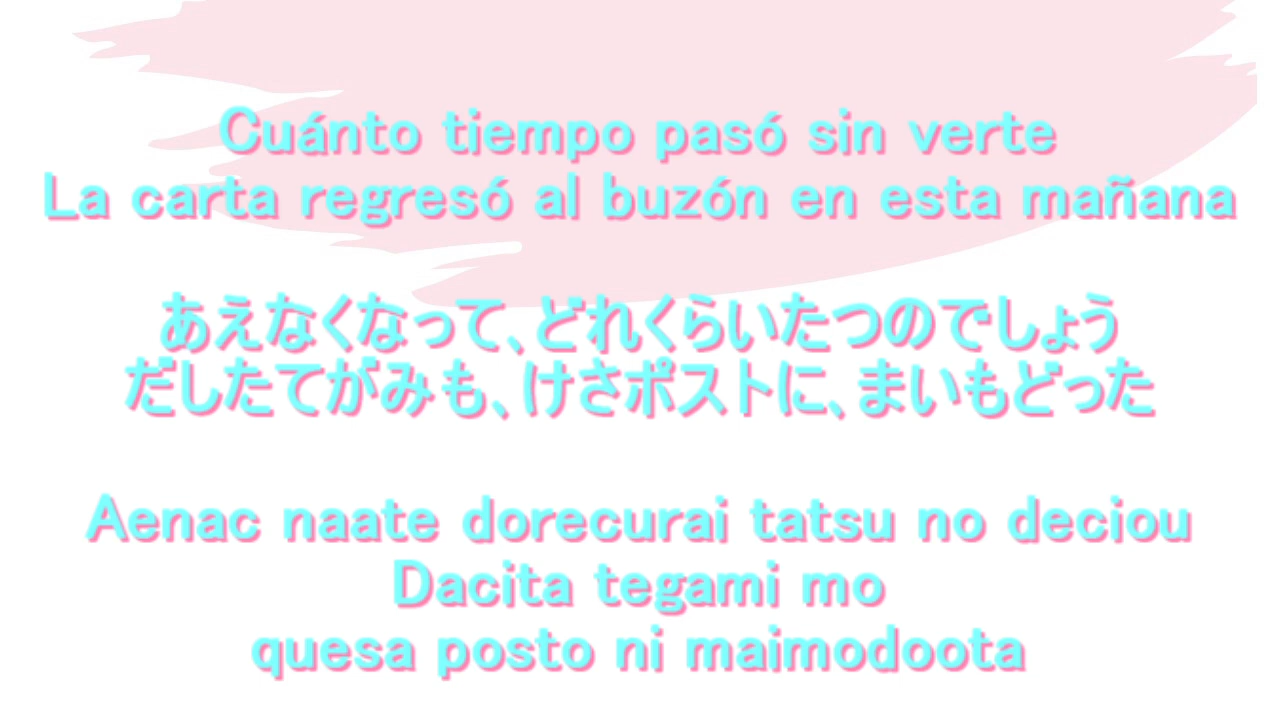 Cuánto tiempo pasó sin verte
La carta regresó al buzón en esta mañana
あえなくなって、どれくらいたつのでしょう
だしたてがみも、けさポストに、まいもどった
Aenac naate dorecurai tatsu no deciou
Dacita tegami mo
quesa posto ni maimodoota